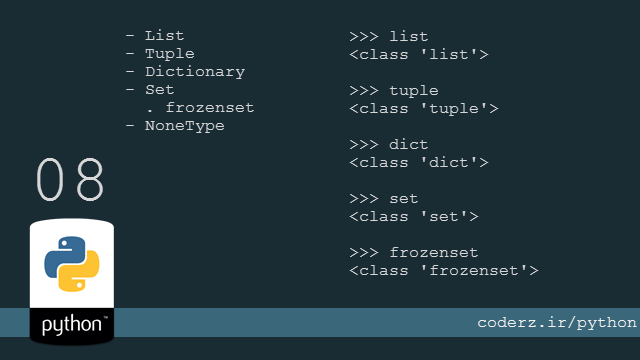 - List
- Tuple
- Dictionary
- Set
. frozenset
- NoneType
>>> list
<class 'list'>
>>> tuple
<class 'tuple'>
>>> dict
<class 'dict'>
>>> set
<class 'set'>
>>> frozenset
<class 'frozenset'>
08
python™
coderz.ir/python